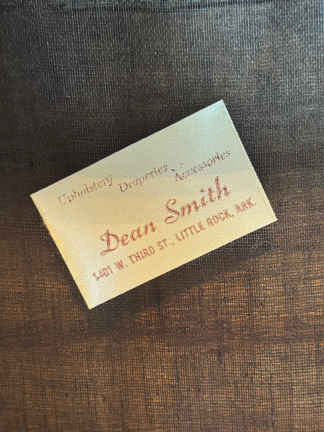 Upholstery Draperies Accessories
Dean Smith
1401 W. THIRD ST., LITTLE ROCK, ARK.